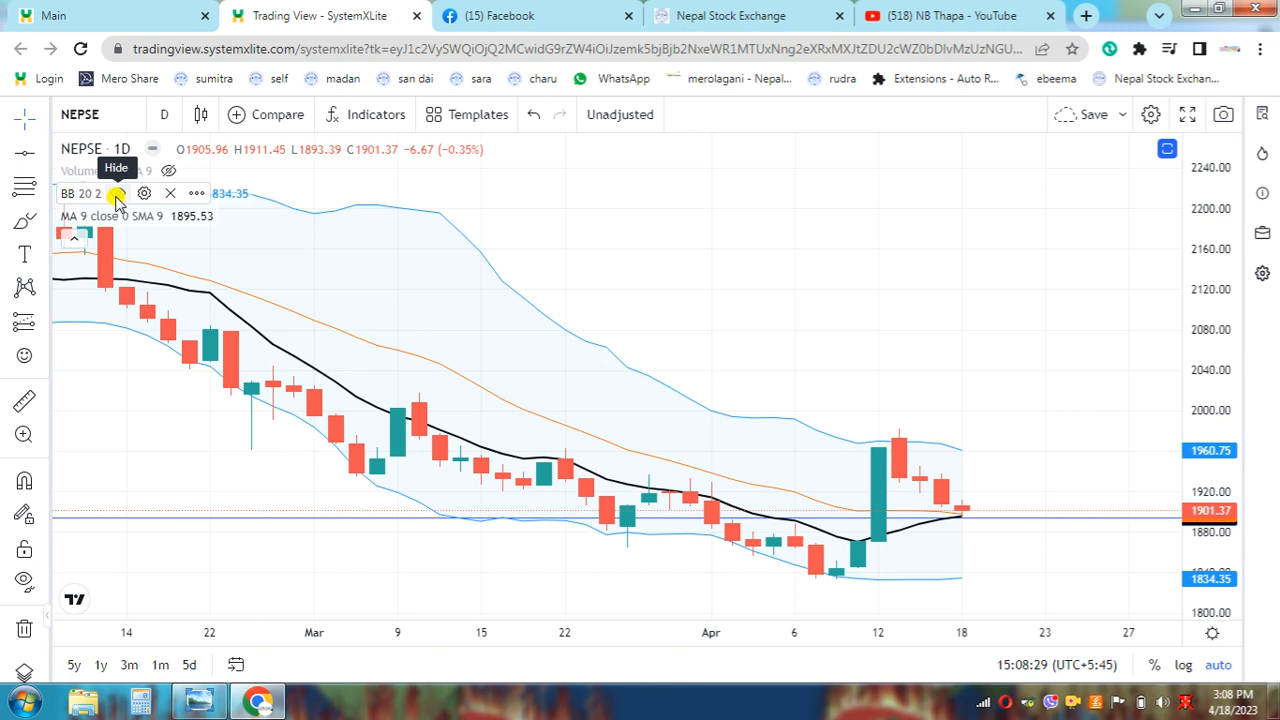 Main
Trading View - SystemXLite
(15) Facebook
Nepal Stock Exchange
(518) NB Thapa - YouTube
Login
Mero Share
sumitra
self
madan
san dai
sara
charu
WhatsApp
merolagani - Nepal...
rudra
Extensions - Auto R...
ebeema
Nepal Stock Exchan...
NEPSE
D
Compare
Indicators
Templates
Unadjusted
Save
NEPSE · 1D
O1905.96 H1911.45 L1893.39 C1901.37 -6.67 (-0.35%)
Hide
BB 20 2
834.35
MA 9 close 0 SMA 9 1895.53
2240.00
2200.00
2160.00
2120.00
2080.00
2040.00
2000.00
1960.75
1920.00
1901.37
1880.00
1834.35
1800.00
14
22
Mar
9
15
22
Apr
6
12
18
23
27
5y
1y
3m
1m
5d
15:08:29 (UTC+5:45)
%
log
auto
3:08 PM
4/18/2023